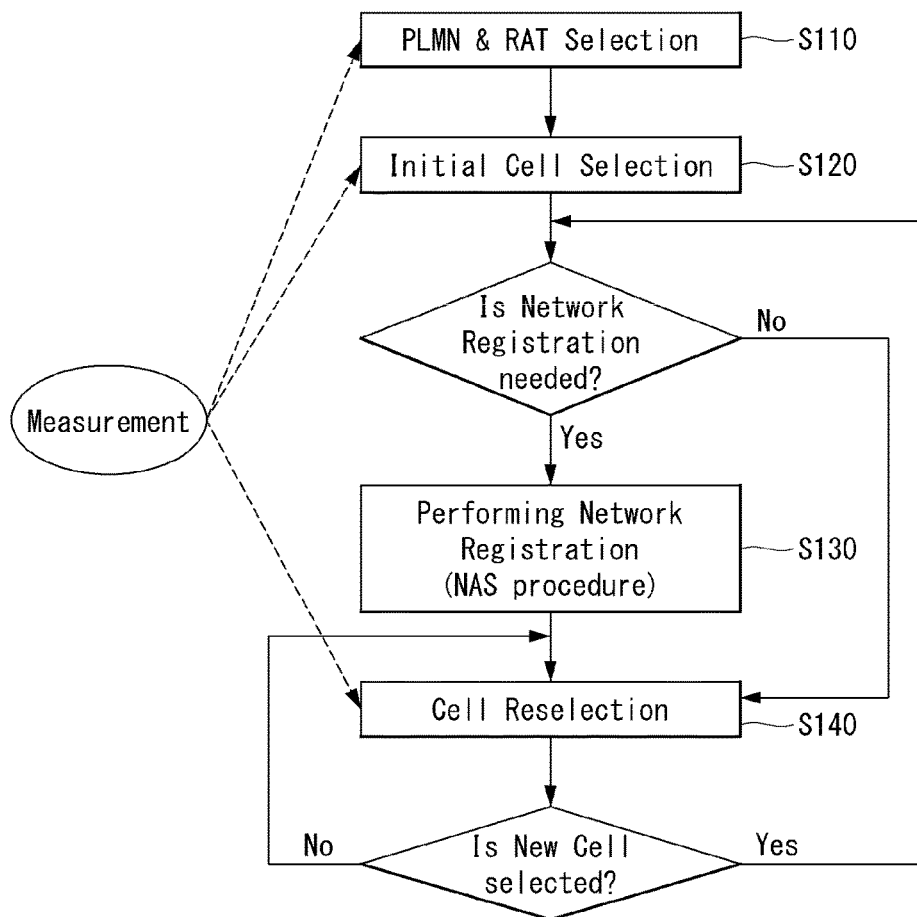 PLMN & RAT Selection
S110
Initial Cell Selection
S120
Is Network
Registration
needed?
No
Yes
Measurement
Performing Network
Registration
(NAS procedure)
S130
Cell Reselection
S140
Is New Cell
selected?
No
Yes